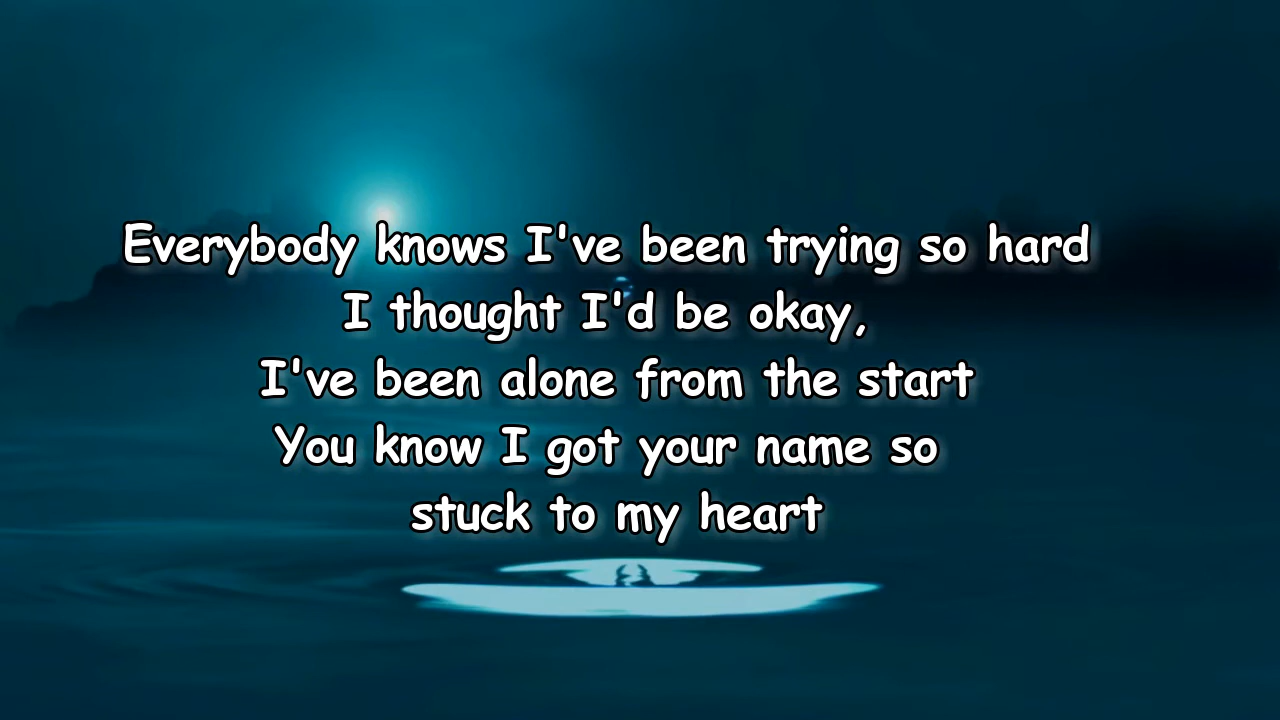 Everybody knows I've been trying so hard
I thought I'd be okay,
I've been alone from the start
You know I got your name so
stuck to my heart